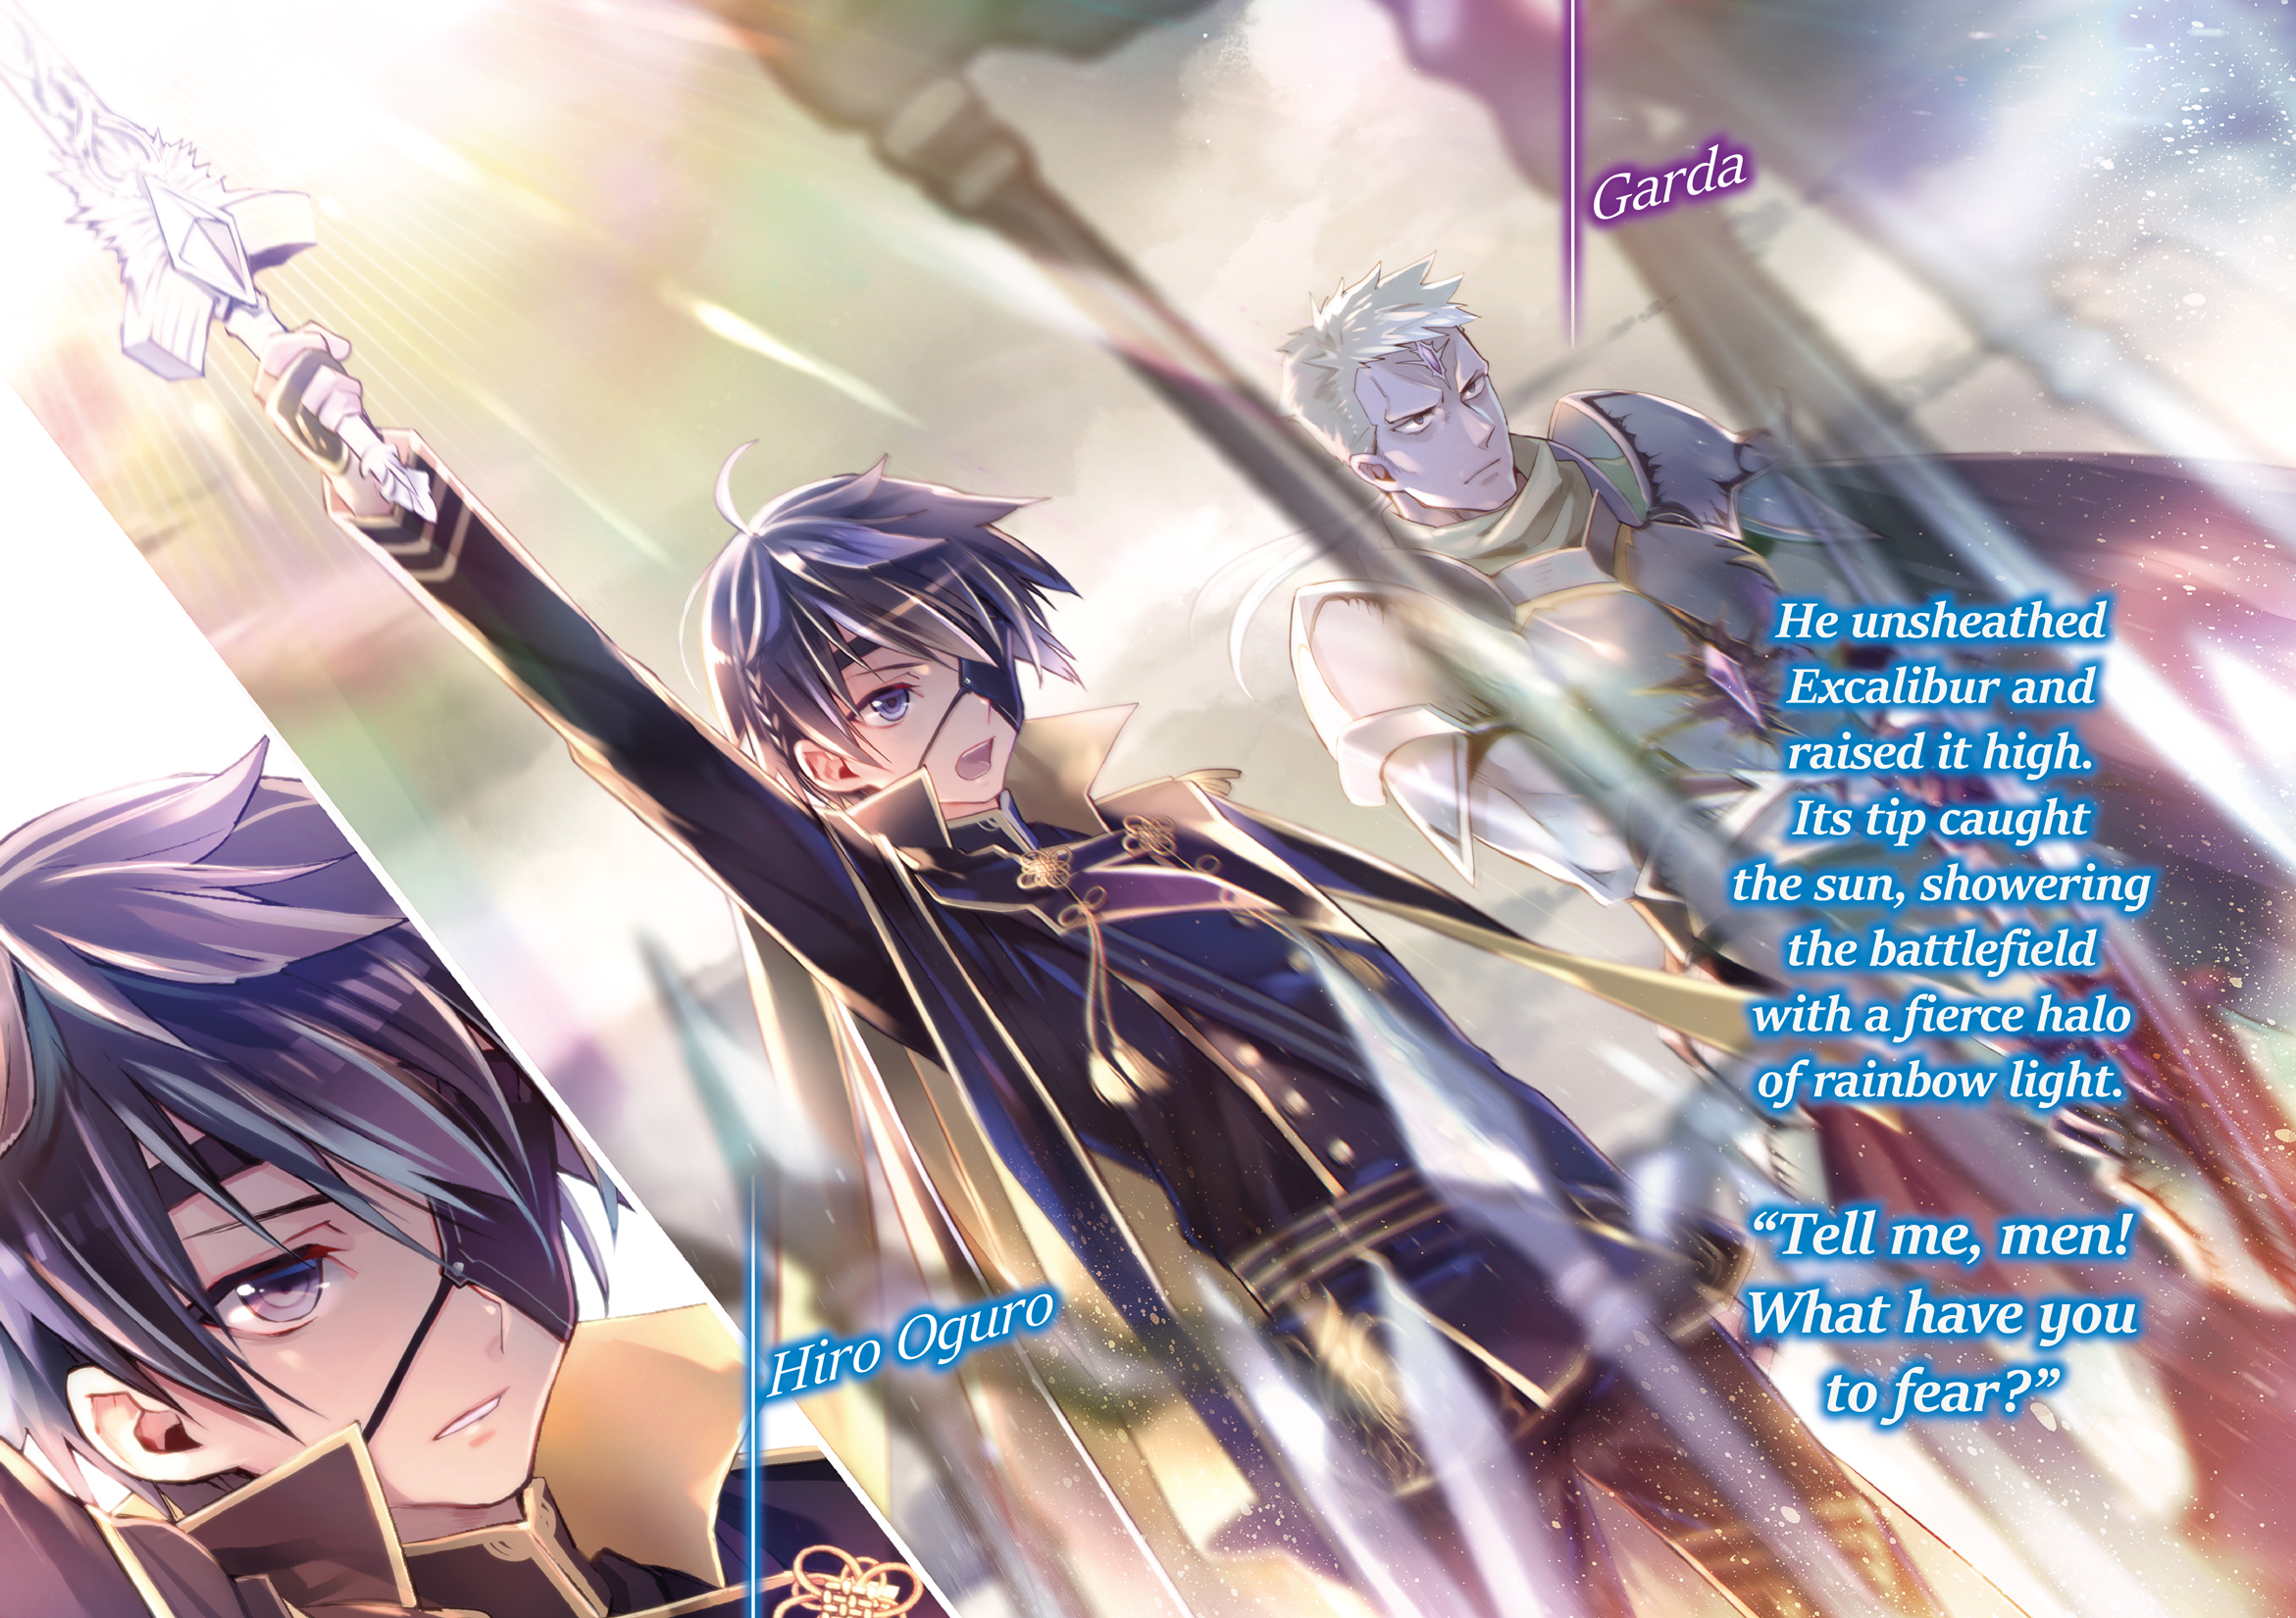 Garda
He unsheathed
Excalibur and
raised it high.
Its tip caught
the sun, showering
the battlefield
with a fierce halo
of rainbow light.
“Tell me, men!
What have you
to fear?”
Hiro Oguro